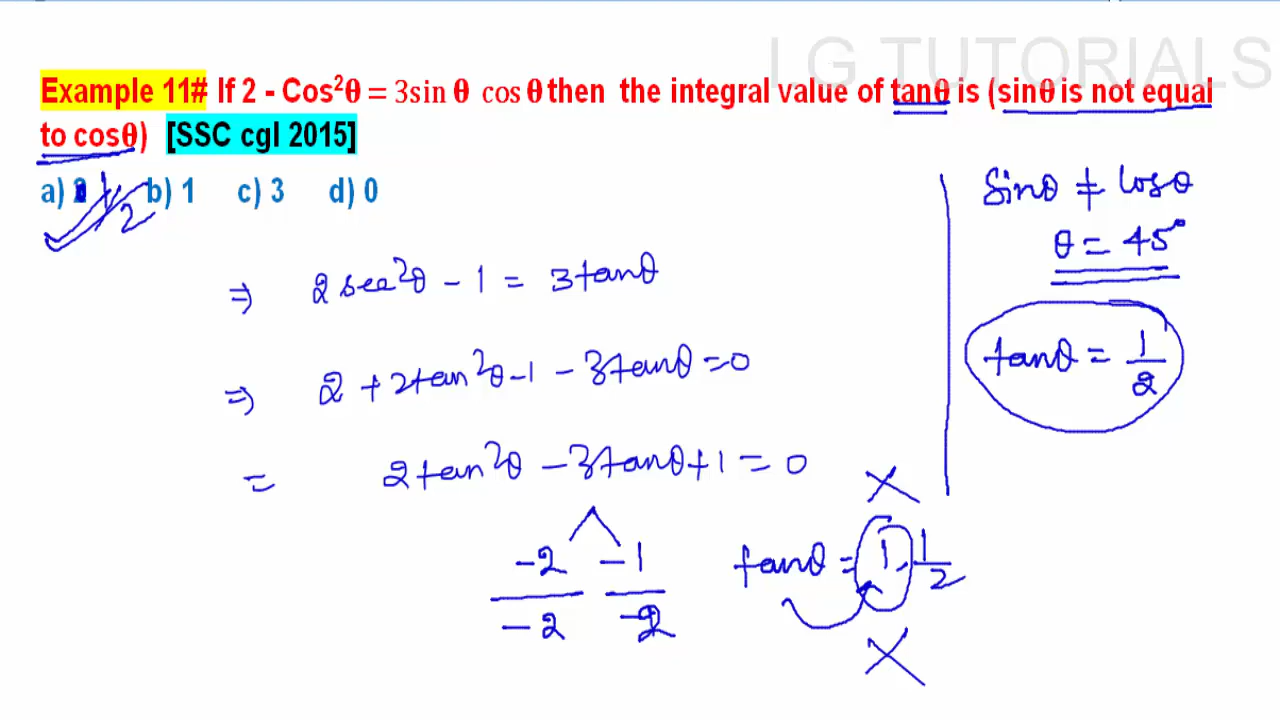 LG TUTORIALS
Example 11# If 2 - Cos²θ = 3sin θ cos θ then the integral value of tanθ is (sinθ is not equal
to cosθ) [SSC cgl 2015]
a) 1/2 b) 1 c) 3 d) 0
⇒ 2 sec²θ - 1 = 3tanθ
⇒ 2 + 2tan²θ - 1 - 3tanθ = 0
= 2tan²θ - 3tanθ + 1 = 0
-2/-2 -1/-2
tanθ = 1, 1/2
sinθ ≠ cosθ
θ = 45°
tanθ = 1/2